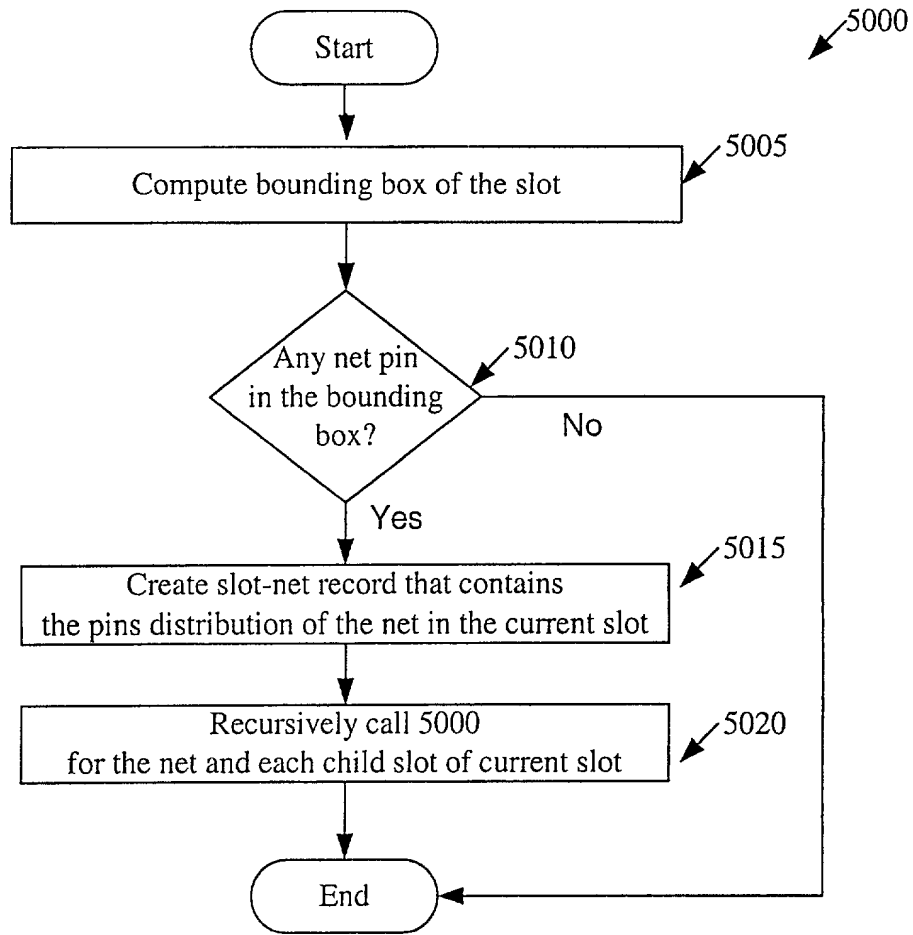 5000
Start
5005
Compute bounding box of the slot
5010
Any net pin
in the bounding
box?
No
Yes
5015
Create slot-net record that contains
the pins distribution of the net in the current slot
5020
Recursively call 5000
for the net and each child slot of current slot
End